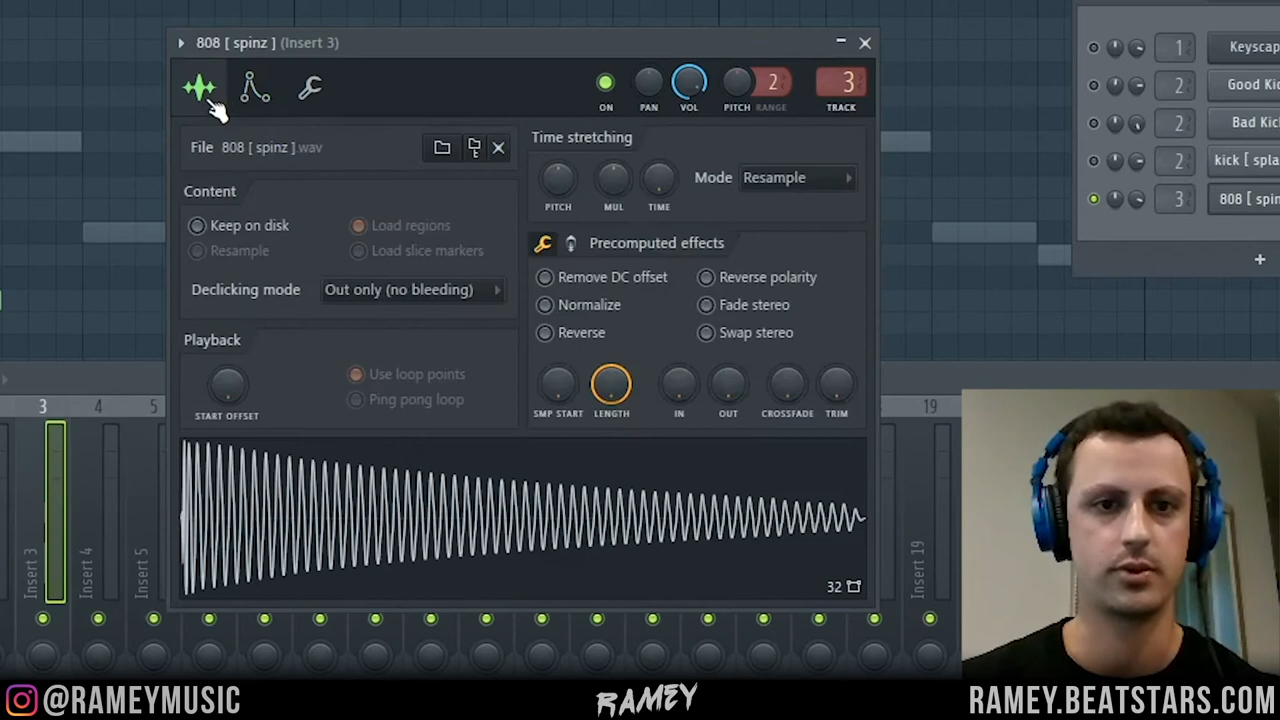 808 [ spinz ] (Insert 3)
ON
PAN
VOL
PITCH
2
RANGE
3
TRACK
File 808 [ spinz ].wav
Content
Keep on disk
Load regions
Resample
Load slice markers
Declicking mode
Out only (no bleeding)
Playback
START OFFSET
Use loop points
Ping pong loop
Time stretching
PITCH
MUL
TIME
Mode
Resample
Precomputed effects
Remove DC offset
Reverse polarity
Normalize
Fade stereo
Reverse
Swap stereo
SMP START
LENGTH
IN
OUT
CROSSFADE
TRIM
32
1 Keyscap
2 Good Kic
2 Bad Kick
2 kick [ spla
3 808 [ spin
+
3
4
5
19
Insert 3
Insert 4
Insert 5
Insert 19
@RAMEYMUSIC
RAMEY
RAMEY.BEATSTARS.COM